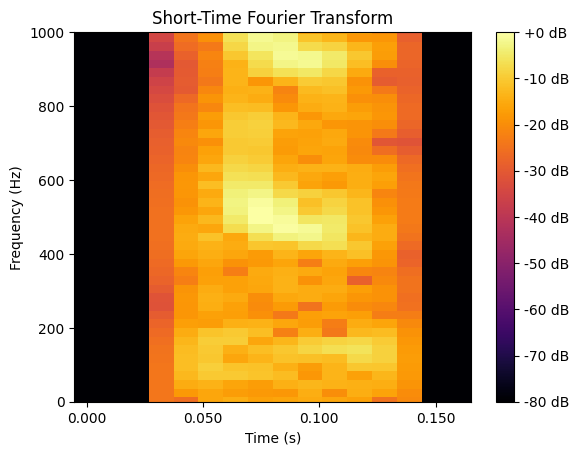 Short-Time Fourier Transform
1000
800
600
400
200
0
Frequency (Hz)
0.000
0.050
0.100
0.150
Time (s)
+0 dB
-10 dB
-20 dB
-30 dB
-40 dB
-50 dB
-60 dB
-70 dB
-80 dB